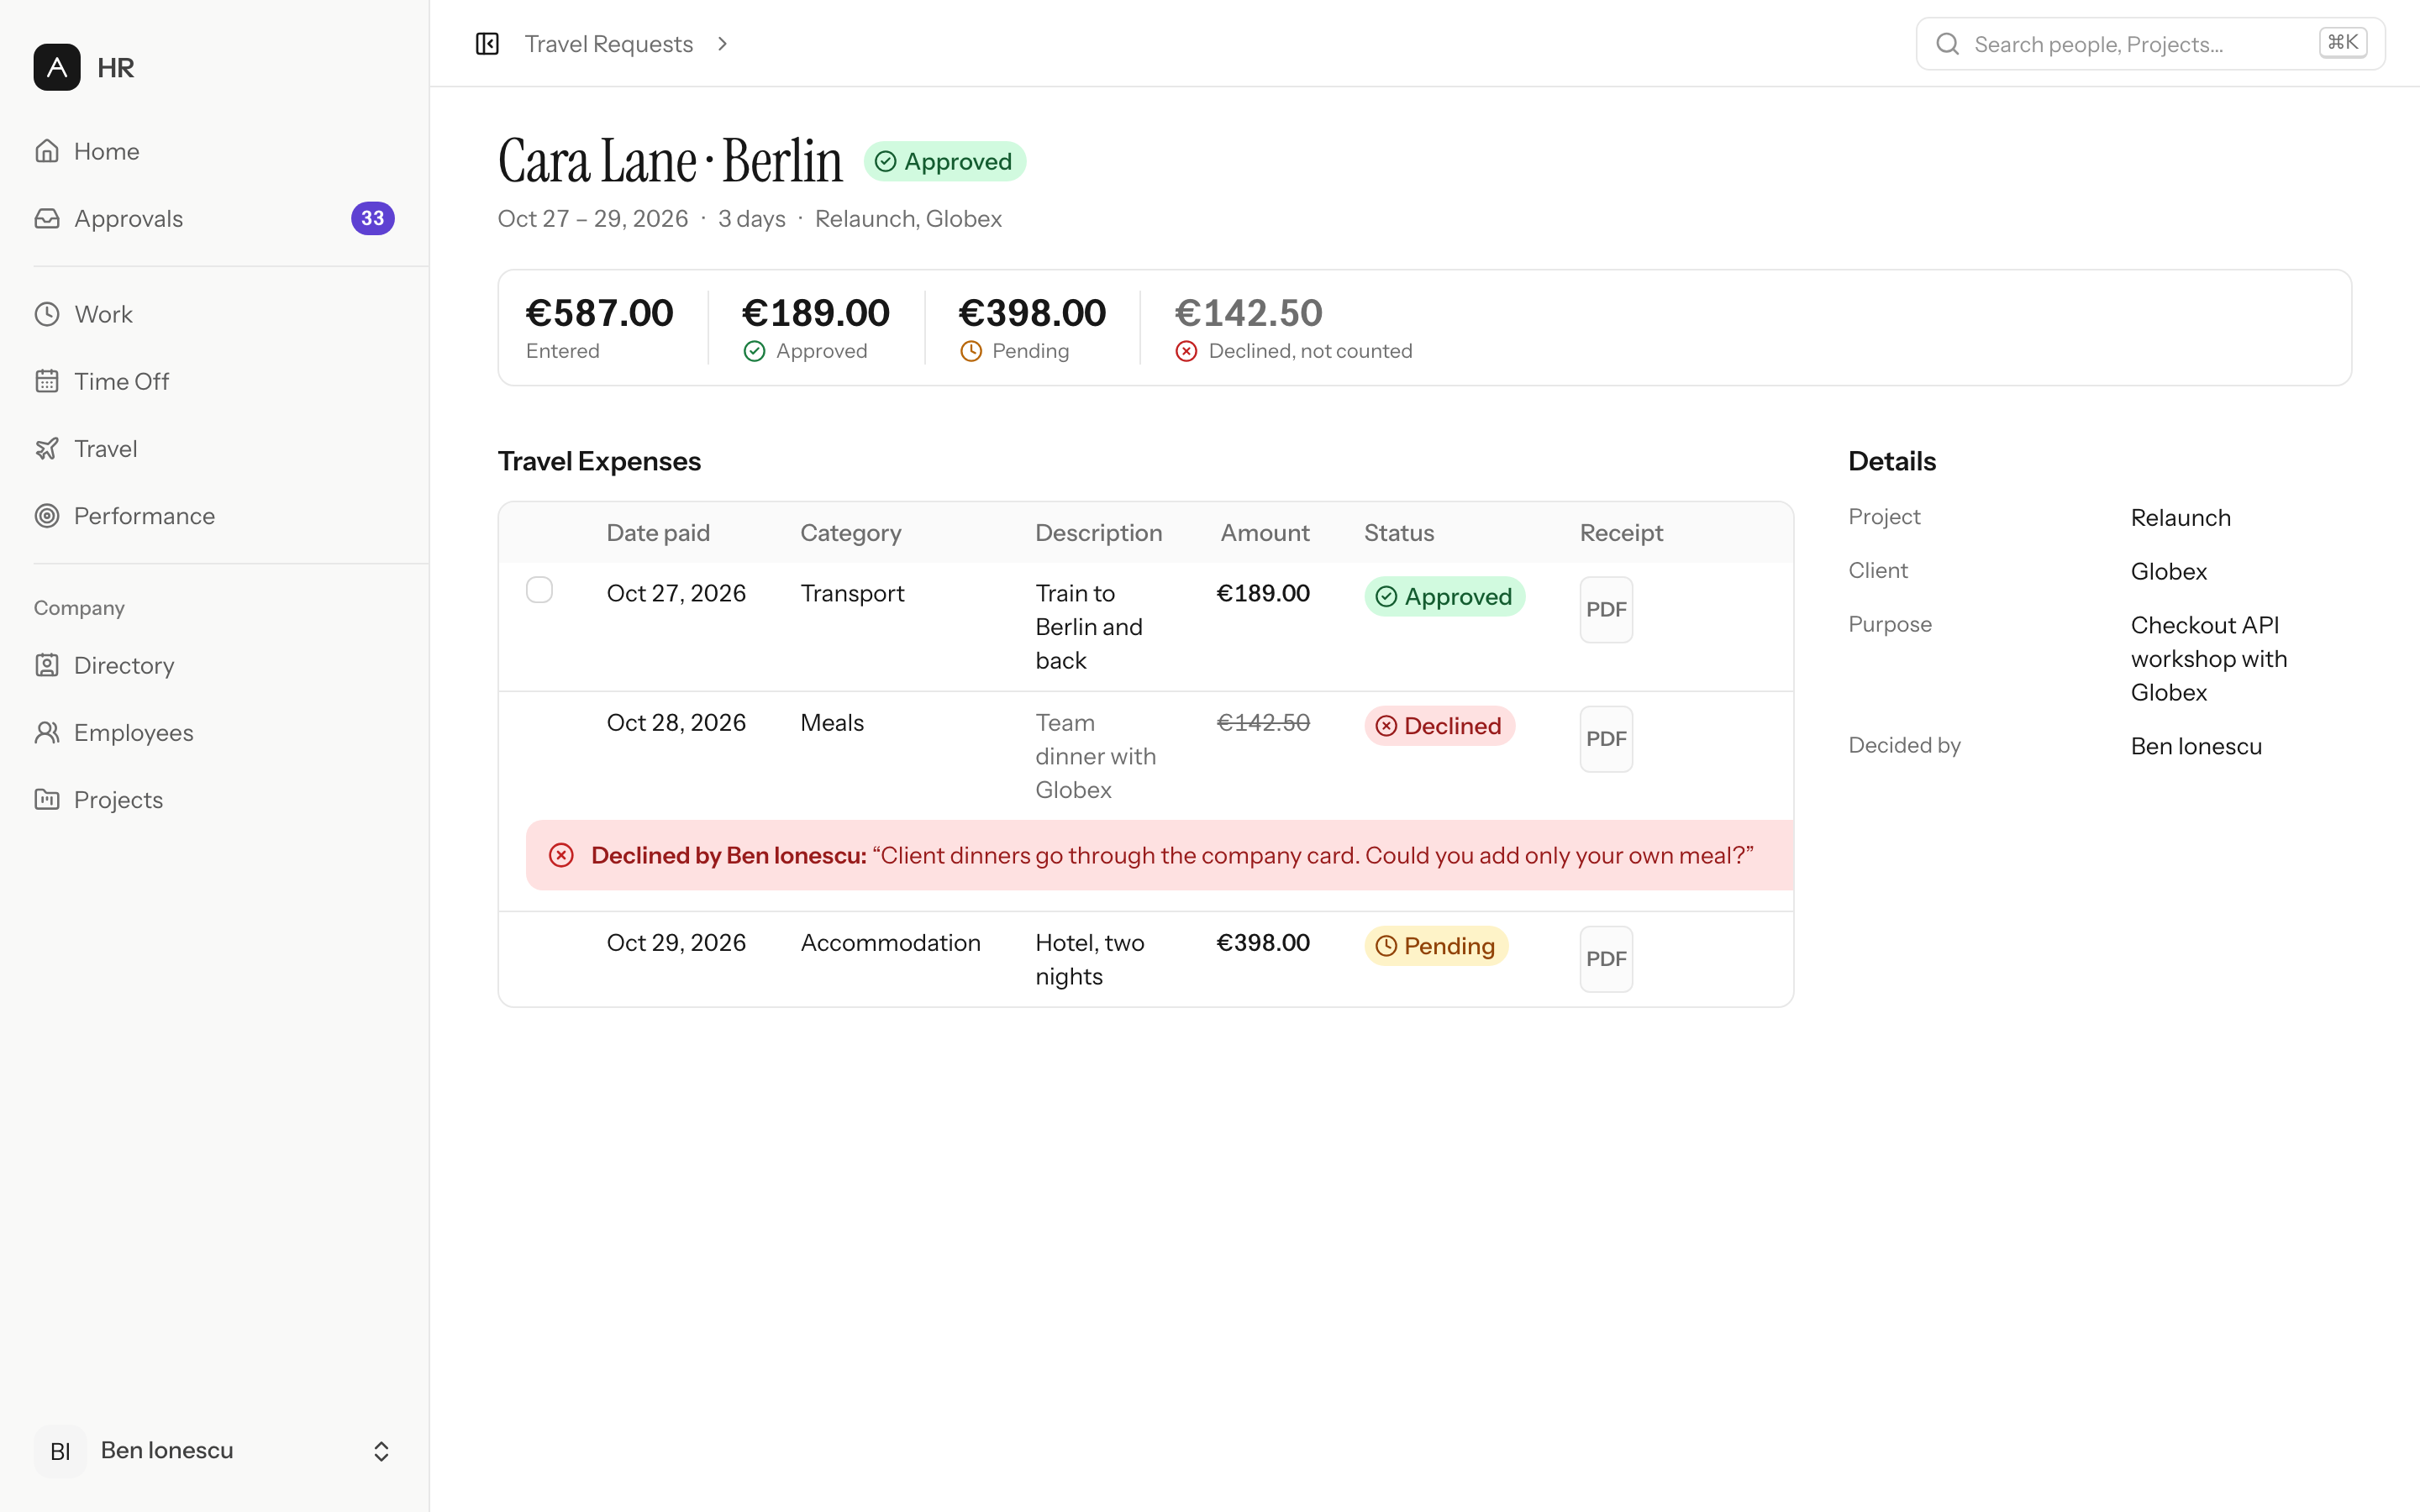 HR
Home
Approvals
33
Work
Time Off
Travel
Performance
Company
Directory
Employees
Projects
BI
Ben Ionescu
Travel Requests
Search people, Projects...
⌘K
Cara Lane · Berlin
Approved
Oct 27 – 29, 2026 · 3 days · Relaunch, Globex
€587.00
Entered
€189.00
Approved
€398.00
Pending
€142.50
Declined, not counted
Travel Expenses
Date paid Category Description Amount Status Receipt
Oct 27, 2026 Transport Train to €189.00 Approved PDF
Berlin and
back
Oct 28, 2026 Meals Team €142.50 Declined PDF
dinner with
Globex
Declined by Ben Ionescu: “Client dinners go through the company card. Could you add only your own meal?”
Oct 29, 2026 Accommodation Hotel, two €398.00 Pending PDF
nights
Details
Project Relaunch
Client Globex
Purpose Checkout API
workshop with
Globex
Decided by Ben Ionescu